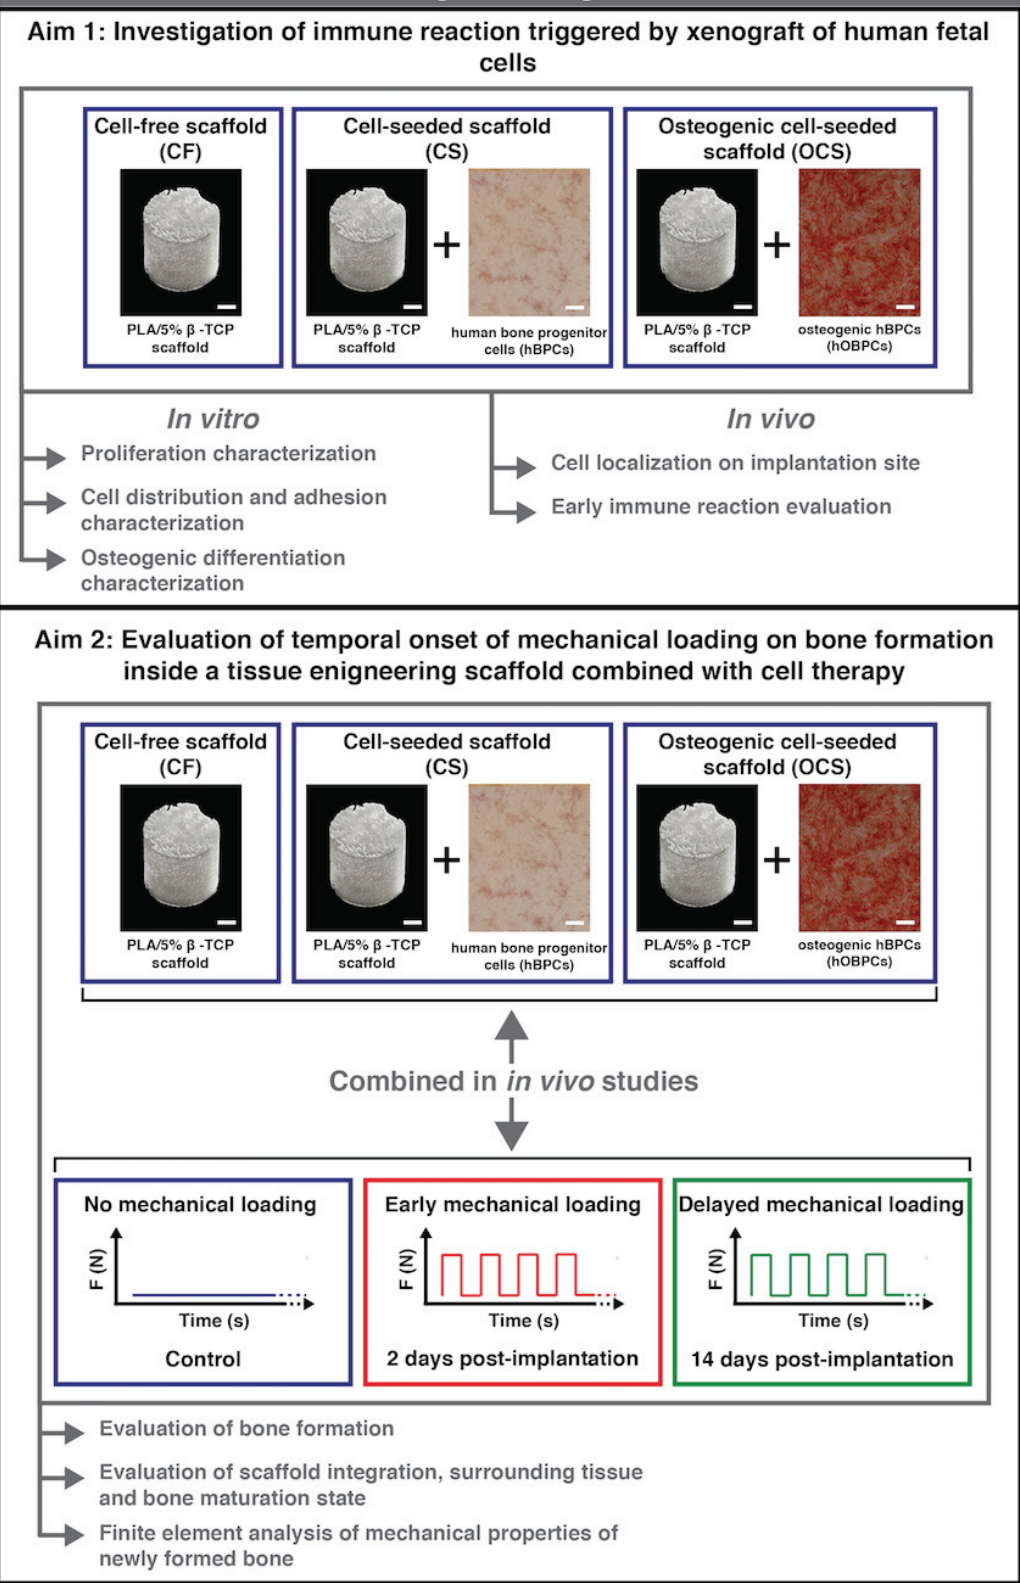 Aim 1: Investigation of immune reaction triggered by xenograft of human fetal
cells
Cell-free scaffold
(CF)
PLA/5% β -TCP
scaffold
Cell-seeded scaffold
(CS)
+
PLA/5% β -TCP
scaffold
human bone progenitor
cells (hBPCs)
Osteogenic cell-seeded
scaffold (OCS)
+
PLA/5% β -TCP
scaffold
osteogenic hBPCs
(hOBPCs)
In vitro
Proliferation characterization
Cell distribution and adhesion
characterization
Osteogenic differentiation
characterization
In vivo
Cell localization on implantation site
Early immune reaction evaluation
Aim 2: Evaluation of temporal onset of mechanical loading on bone formation
inside a tissue enigneering scaffold combined with cell therapy
Cell-free scaffold
(CF)
PLA/5% β -TCP
scaffold
Cell-seeded scaffold
(CS)
+
PLA/5% β -TCP
scaffold
human bone progenitor
cells (hBPCs)
Osteogenic cell-seeded
scaffold (OCS)
+
PLA/5% β -TCP
scaffold
osteogenic hBPCs
(hOBPCs)
Combined in in vivo studies
No mechanical loading
F (N)
Time (s)
Control
Early mechanical loading
F (N)
Time (s)
2 days post-implantation
Delayed mechanical loading
F (N)
Time (s)
14 days post-implantation
Evaluation of bone formation
Evaluation of scaffold integration, surrounding tissue
and bone maturation state
Finite element analysis of mechanical properties of
newly formed bone